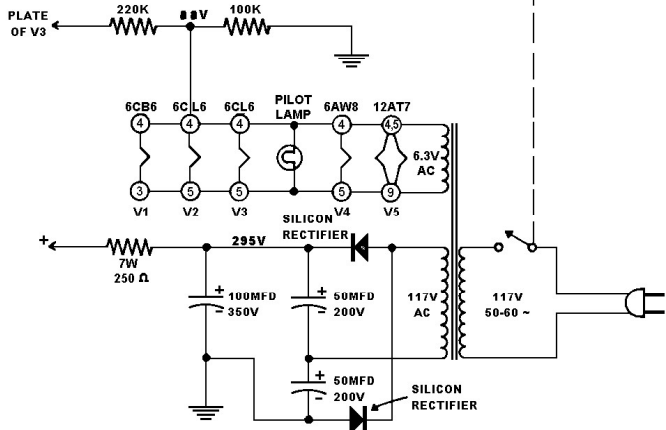 220K
88V
100K
PLATE
OF V3
PILOT
LAMP
6CB6
6CL6
6CL6
6AW8
12AT7
4
4
4
4
4,5
6.3V
AC
3
5
5
5
9
V1
V2
V3
V4
V5
SILICON
RECTIFIER
+
295V
7W
250 Ω
+
100MFD
–
350V
+
50MFD
–
200V
117V
AC
117V
50-60 ~
+
50MFD
–
200V
SILICON
RECTIFIER